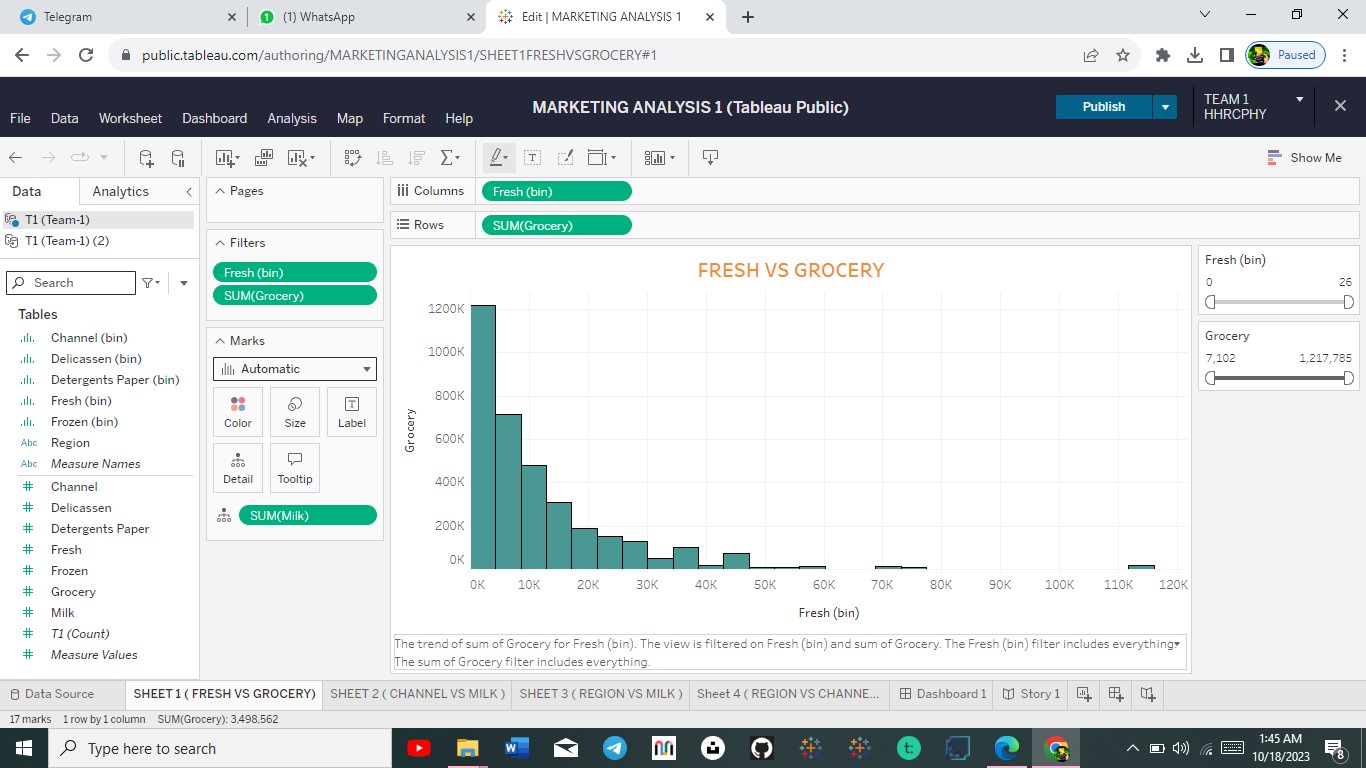 Telegram
(1) WhatsApp
Edit | MARKETING ANALYSIS 1
public.tableau.com/authoring/MARKETINGANALYSIS1/SHEET1FRESHVSGROCERY#1
Paused
MARKETING ANALYSIS 1 (Tableau Public)
Publish
TEAM 1
HHRCPHY
File Data Worksheet Dashboard Analysis Map Format Help
Show Me
Data Analytics
T1 (Team-1)
T1 (Team-1) (2)
Search
Tables
Channel (bin)
Delicassen (bin)
Detergents Paper (bin)
Fresh (bin)
Frozen (bin)
Abc Region
Abc Measure Names
Channel
Delicassen
Detergents Paper
Fresh
Frozen
Grocery
Milk
T1 (Count)
Measure Values
Pages
Filters
Fresh (bin)
SUM(Grocery)
Marks
Automatic
Color Size Label
Detail Tooltip
SUM(Milk)
Columns Fresh (bin)
Rows SUM(Grocery)
FRESH VS GROCERY
1200K
1000K
800K
600K
400K
200K
0K
Grocery
0K 10K 20K 30K 40K 50K 60K 70K 80K 90K 100K 110K 120K
Fresh (bin)
The trend of sum of Grocery for Fresh (bin). The view is filtered on Fresh (bin) and sum of Grocery. The Fresh (bin) filter includes everything.
The sum of Grocery filter includes everything.
Fresh (bin)
0 26
Grocery
7,102 1,217,785
Data Source SHEET 1 ( FRESH VS GROCERY) SHEET 2 ( CHANNEL VS MILK ) SHEET 3 ( REGION VS MILK ) Sheet 4 ( REGION VS CHANNE... Dashboard 1 Story 1
17 marks 1 row by 1 column SUM(Grocery): 3,498,562
Type here to search
1:45 AM
10/18/2023
8